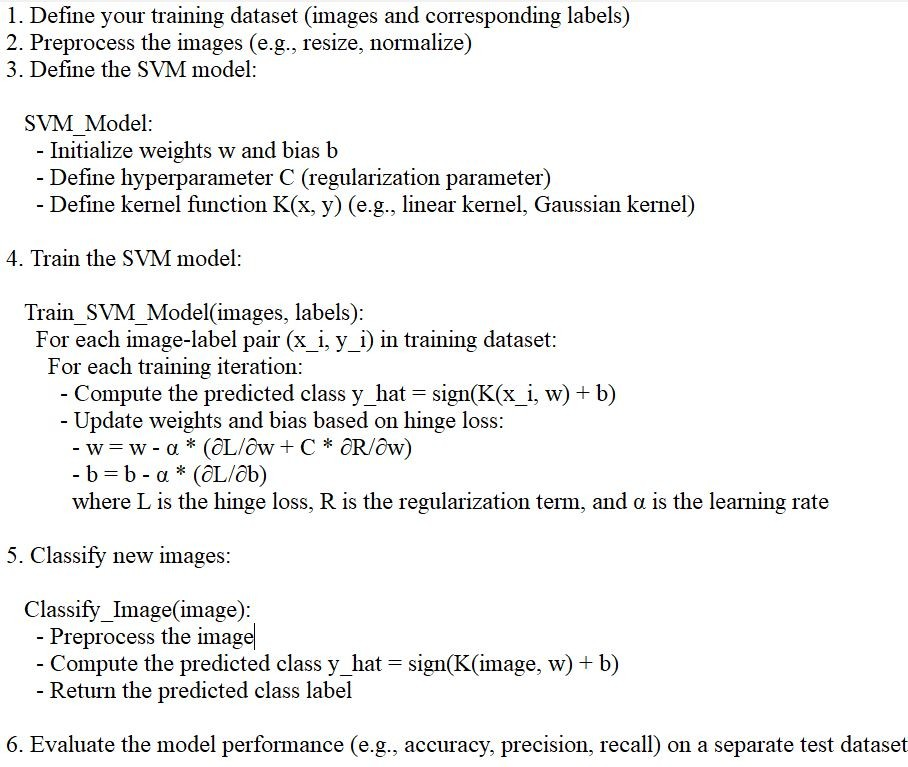 1. Define your training dataset (images and corresponding labels)
2. Preprocess the images (e.g., resize, normalize)
3. Define the SVM model:
SVM_Model:
- Initialize weights w and bias b
- Define hyperparameter C (regularization parameter)
- Define kernel function K(x, y) (e.g., linear kernel, Gaussian kernel)
4. Train the SVM model:
Train_SVM_Model(images, labels):
For each image-label pair (x_i, y_i) in training dataset:
For each training iteration:
- Compute the predicted class y_hat = sign(K(x_i, w) + b)
- Update weights and bias based on hinge loss:
- w = w - α * (∂L/∂w + C * ∂R/∂w)
- b = b - α * (∂L/∂b)
where L is the hinge loss, R is the regularization term, and α is the learning rate
5. Classify new images:
Classify_Image(image):
- Preprocess the image
- Compute the predicted class y_hat = sign(K(image, w) + b)
- Return the predicted class label
6. Evaluate the model performance (e.g., accuracy, precision, recall) on a separate test dataset